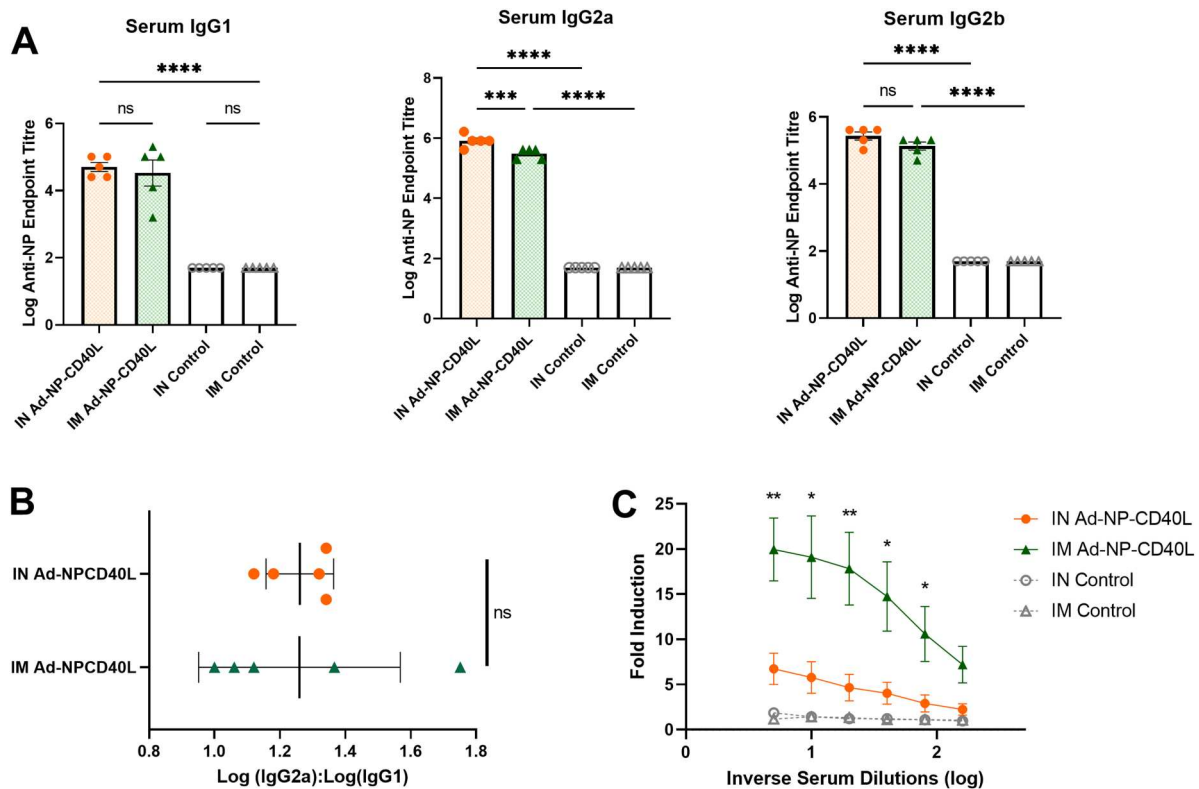 A
Serum IgG1
Log Anti-NP Endpoint Titre
6
4
2
0
****
ns
ns
IN Ad-NP-CD40L
IM Ad-NP-CD40L
IN Control
IM Control
Serum IgG2a
Log Anti-NP Endpoint Titre
8
6
4
2
0
****
***
****
IN Ad-NP-CD40L
IM Ad-NP-CD40L
IN Control
IM Control
Serum IgG2b
Log Anti-NP Endpoint Titre
6
4
2
0
****
ns
****
IN Ad-NP-CD40L
IM Ad-NP-CD40L
IN Control
IM Control
B
IN Ad-NPCD40L
IM Ad-NPCD40L
ns
0.8
1.0
1.2
1.4
1.6
1.8
Log (IgG2a):Log(IgG1)
C
Fold Induction
25
20
15
10
5
0
**
*
**
*
*
0
1
2
Inverse Serum Dilutions (log)
IN Ad-NP-CD40L
IM Ad-NP-CD40L
IN Control
IM Control